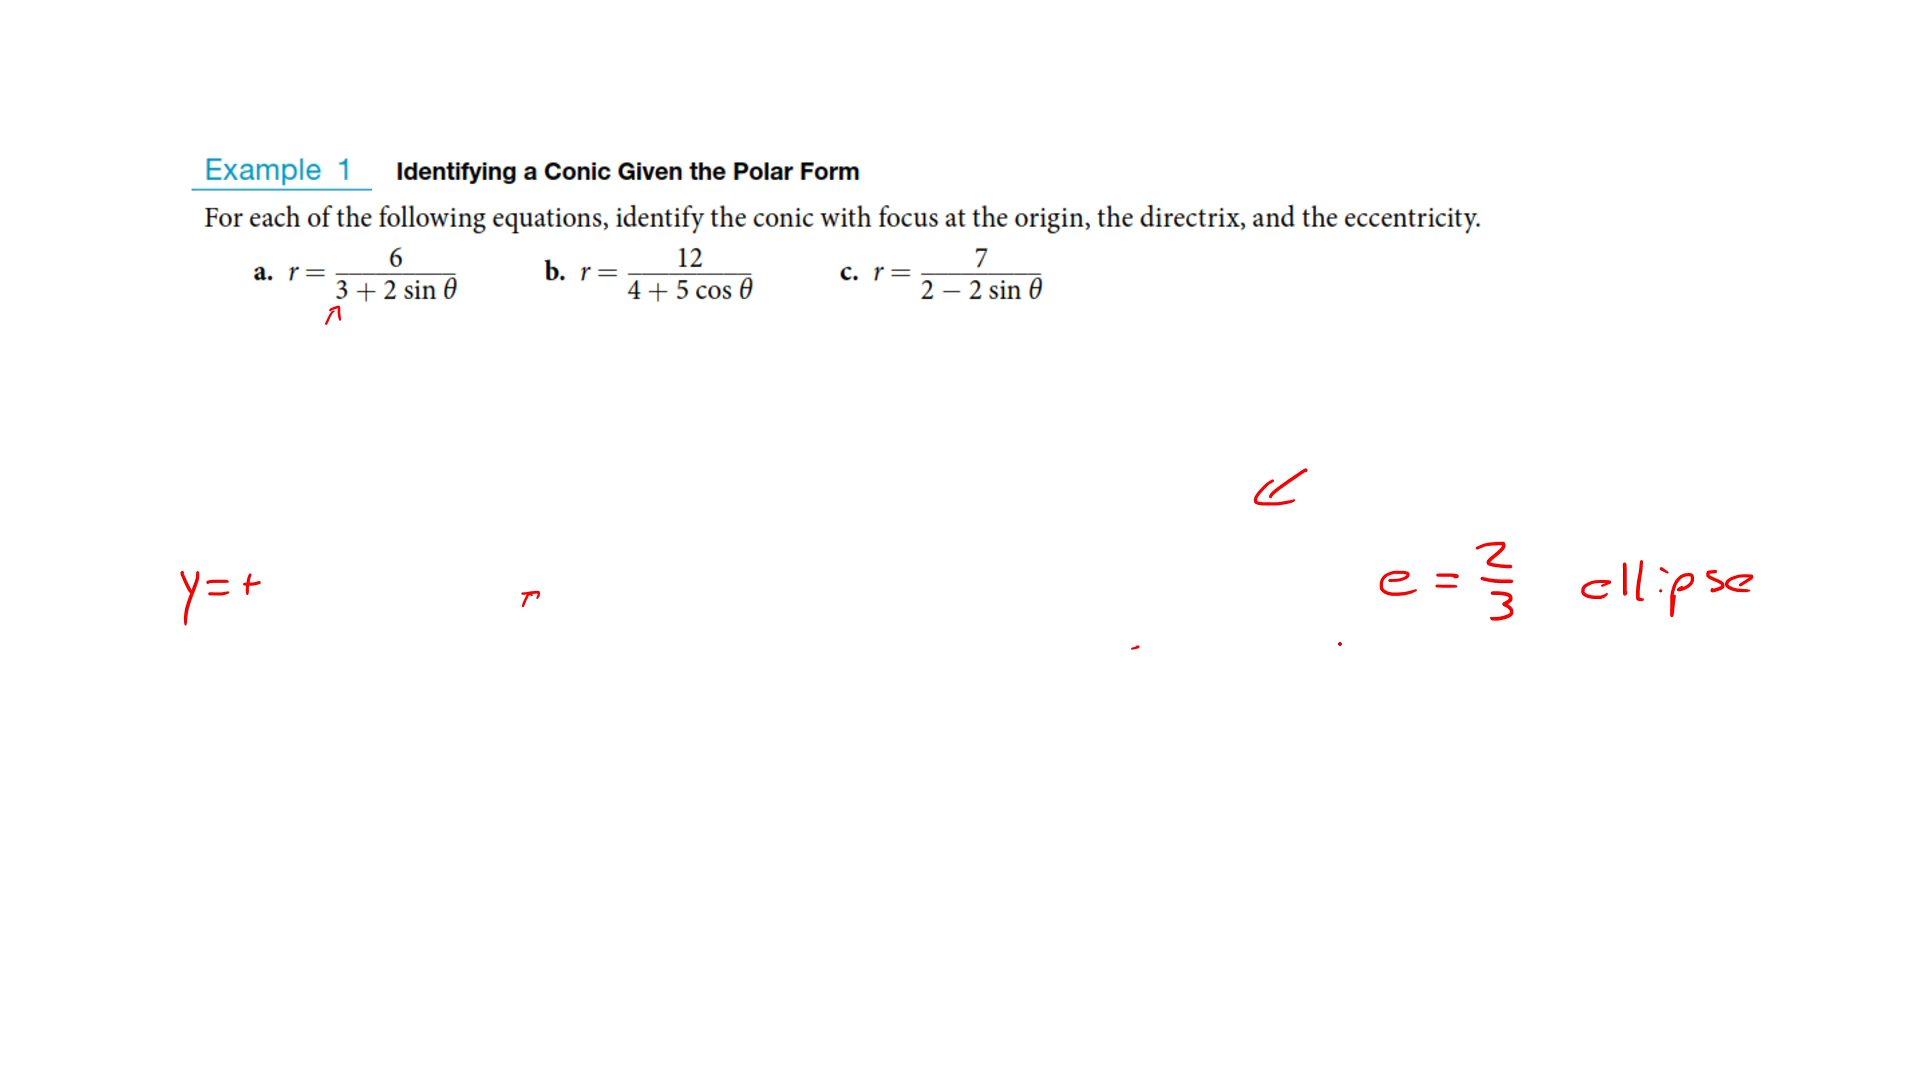 Example 1 Identifying a Conic Given the Polar Form
For each of the following equations, identify the conic with focus at the origin, the directrix, and the eccentricity.
a. r = 6/(3 + 2 sin θ) b. r = 12/(4 + 5 cos θ) c. r = 7/(2 − 2 sin θ)
y = + e = 2/3 ellipse